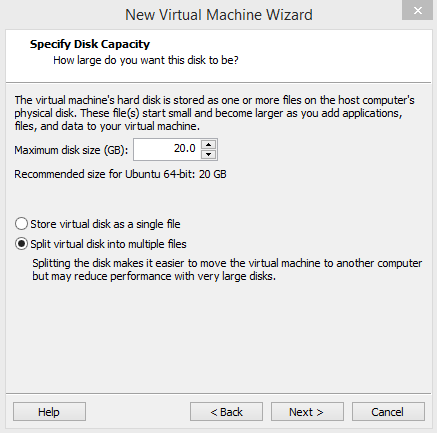 New Virtual Machine Wizard
Specify Disk Capacity
How large do you want this disk to be?
The virtual machine's hard disk is stored as one or more files on the host computer's
physical disk. These file(s) start small and become larger as you add applications,
files, and data to your virtual machine.
Maximum disk size (GB): 20.0
Recommended size for Ubuntu 64-bit: 20 GB
Store virtual disk as a single file
Split virtual disk into multiple files
Splitting the disk makes it easier to move the virtual machine to another computer
but may reduce performance with very large disks.
Help < Back Next > Cancel